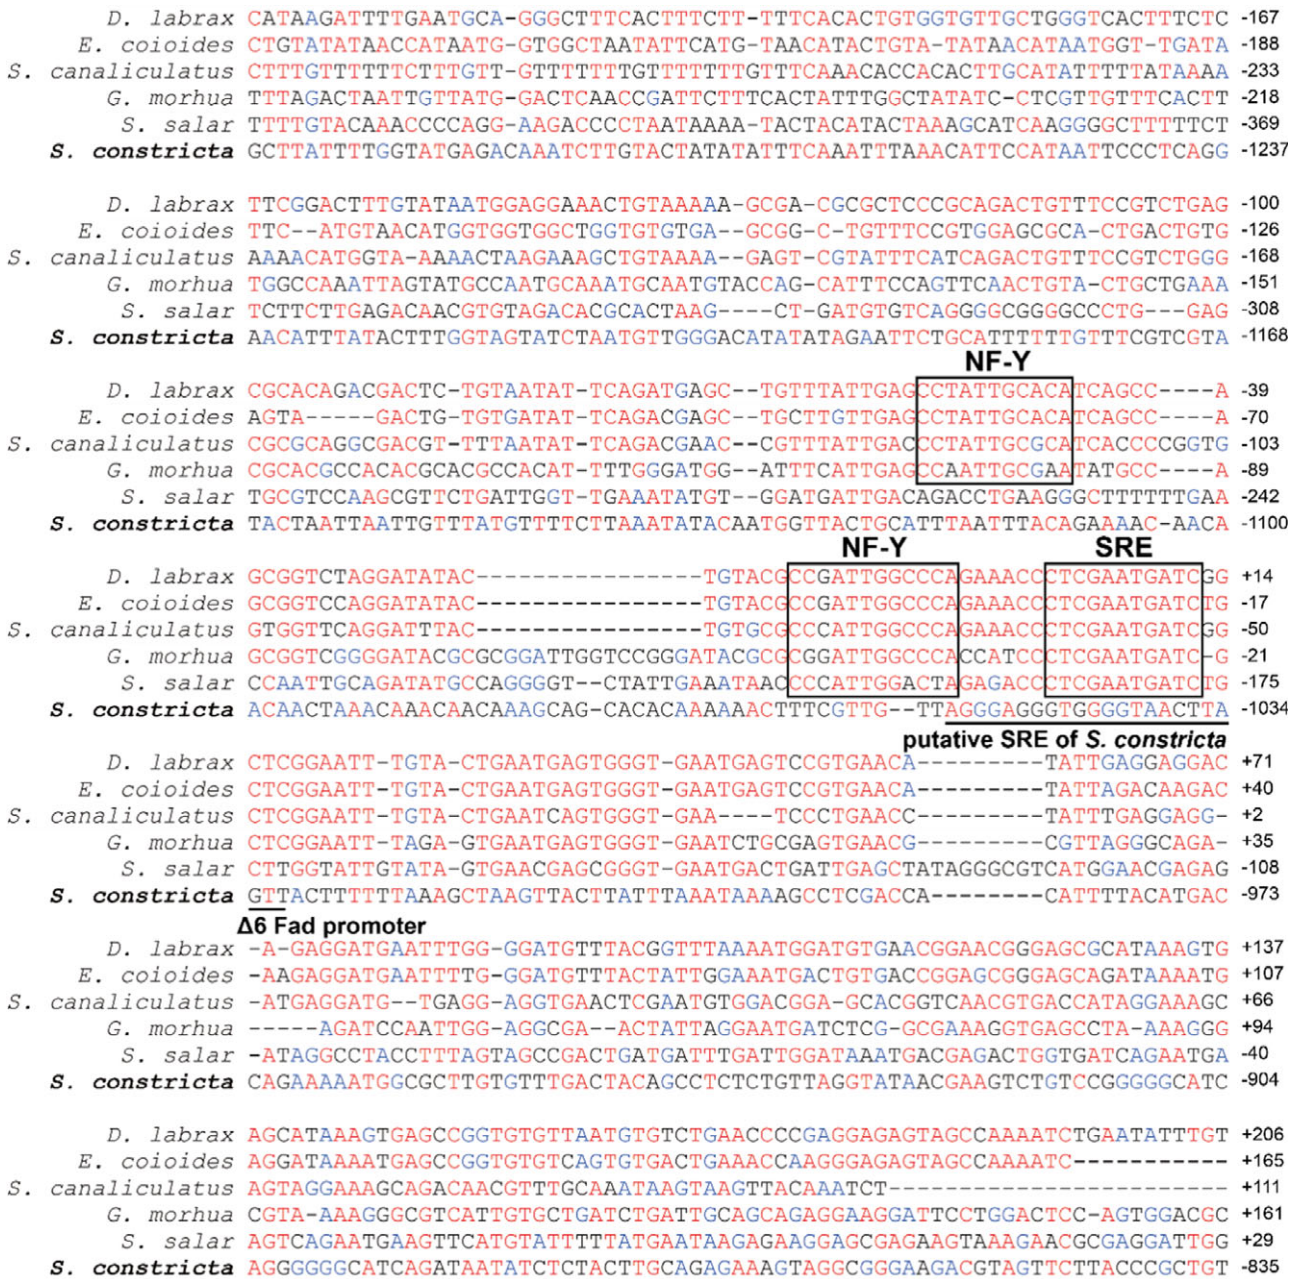 D. labrax CATAAGATTTTGAATGCA-GGGCTTTCACTTTCTT-TTTCACACTGTGGTGTTGCTGGGTCACTTTCTC -167
E. coioides CTGTATATAACCATAATG-GTGGCTAATATTCATG-TAACATACTGTA-TATAACATAATGGT-TGATA -188
S. canaliculatus CTTTGTTTTTTCTTTGTT-GTTTTTTTGTTTTTTTGTTTCAAACACCACACTTGCATATTTTTATAAAA -233
G. morhua TTTAGACTAATTGTTATG-GACTCAACCGATTCTTTCACTATTTGGCTATATC-CTCGTTGTTTCACTT -218
S. salar TTTTGTACAAACCCCAGG-AAGACCCCTAATAAAA-TACTACATACTAAAGCATCAAGGGGCTTTTTCT -369
S. constricta GCTTATTTTGGTATGAGACAAATCTTGTACTATATATTTCAAATTTAAACATTCCATAATTCCCTCAGG -1237
D. labrax TTCGGACTTTGTATAATGGAGGAAACTGTAAAAA-GCGA-CGCGCTCCCGCAGACTGTTTCCGTCTGAG -100
E. coioides TTC--ATGTAACATGGTGGTGGCTGGTGTGTGA--GCGG-C-TGTTTCCGTGGAGCGCA-CTGACTGTG -126
S. canaliculatus AAAACATGGTA-AAAACTAAGAAAGCTGTAAAA--GAGT-CGTATTTCATCAGACTGTTTCCGTCTGGG -168
G. morhua TGGCCAAATTAGTATGCCAATGCAAATGCAATGTACCAG-CATTTCCAGTTCAACTGTA-CTGCTGAAA -151
S. salar TCTTCTTGAGACAACGTGTAGACACGCACTAAG----CT-GATGTGTCAGGGGCGGGGCCCTG---GAG -308
S. constricta AACATTTATACTTTGGTAGTATCTAATGTTGGGACATATATAGAATTCTGCATTTTTTGTTTCGTCGTA -1168
NF-Y
D. labrax CGCACAGACGACTC-TGTAATAT-TCAGATGAGC--TGTTTATTGAGCCTATTGCACATCAGCC----A -39
E. coioides AGTA-----GACTG-TGTGATAT-TCAGACGAGC--TGCTTGTTGAGCCTATTGCACATCAGCC----A -70
S. canaliculatus CGCGCAGGCGACGT-TTTAATAT-TCAGACGAAC--CGTTTATTGACCCTATTGCGCATCACCCCGGTG -103
G. morhua CGCACGCCACACGCACGCCACAT-TTTGGGATGG--ATTTCATTGAGCCAATTGCGAATATGCC----A -89
S. salar TGCGTCCAAGCGTTCTGATTGGT-TGAAATATGT--GGATGATTGACAGACCTGAAGGGCTTTTTTGAA -242
S. constricta TACTAATTAATTGTTTATGTTTTCTTAAATATACAATGGTTACTGCATTTAATTTACAGAAAAC-AACA -1100
NF-Y SRE
D. labrax GCGGTCTAGGATATAC----------------TGTACGCCGATTGGCCCAGAAACCCTCGAATGATCGG +14
E. coioides GCGGTCCAGGATATAC----------------TGTACGCCGATTGGCCCAGAAACCCTCGAATGATCTG -17
S. canaliculatus GTGGTTCAGGATTTAC----------------TGTGCGCCCATTGGCCCAGAAACCCTCGAATGATCGG -50
G. morhua GCGGTCGGGGATACGCGCGGATTGGTCCGGGATACGCGCGGATTGGCCCACCATCCCTCGAATGATC-G -21
S. salar CCAATTGCAGATATGCCAGGGGT--CTATTGAAATAACCCCATTGGACTAGAGACCCTCGAATGATCTG -175
S. constricta ACAACTAAACAAACAACAAAGCAG-CACACAAAAAACTTTCGTTG--TTAGGGAGGGTGGGGTAACTTA -1034
putative SRE of S. constricta
D. labrax CTCGGAATT-TGTA-CTGAATGAGTGGGT-GAATGAGTCCGTGAACA---------TATTGAGGAGGAC +71
E. coioides CTCGGAATT-TGTA-CTGAATGAGTGGGT-GAATGAGTCCGTGAACA---------TATTAGACAAGAC +40
S. canaliculatus CTCGGAATT-TGTA-CTGAATCAGTGGGT-GAA----TCCCTGAACC---------TATTTGAGGAGG- +2
G. morhua CTCGGAATT-TAGA-GTGAATGAGTGGGT-GAATCTGCGAGTGAACG---------CGTTAGGGCAGA- +35
S. salar CTTGGTATTGTATA-GTGAACGAGCGGGT-GAATGACTGATTGAGCTATAGGGCGTCATGGAACGAGAG -108
S. constricta GTTACTTTTTTAAAGCTAAGTTACTTATTTAAATAAAAGCCTCGACCA--------CATTTTACATGAC -973
Δ6 Fad promoter
D. labrax -A-GAGGATGAATTTGG-GGATGTTTACGGTTTAAAATGGATGTGAACGGAACGGGAGCGCATAAAGTG +137
E. coioides -AAGAGGATGAATTTTG-GGATGTTTACTATTGGAAATGACTGTGACCGGAGCGGGAGCAGATAAAATG +107
S. canaliculatus -ATGAGGATG--TGAGG-AGGTGAACTCGAATGTGGACGGA-GCACGGTCAACGTGACCATAGGAAAGC +66
G. morhua -----AGATCCAATTGG-AGGCGA--ACTATTAGGAATGATCTCG-GCGAAAGGTGAGCCTA-AAAGGG +94
S. salar -ATAGGCCTACCTTTAGTAGCCGACTGATGATTTGATTGGATAAATGACGAGACTGGTGATCAGAATGA -40
S. constricta CAGAAAAATGGCGCTTGTGTTTGACTACAGCCTCTCTGTTAGGTATAACGAAGTCTGTCCGGGGGCATC -904
D. labrax AGCATAAAGTGAGCCGGTGTGTTAATGTGTCTGAACCCCGAGGAGAGTAGCCAAAATCTGAATATTTGT +206
E. coioides AGGATAAAATGAGCCGGTGTGTCAGTGTGACTGAAACCAAGGGAGAGTAGCCAAAATC----------- +165
S. canaliculatus AGTAGGAAAGCAGACAACGTTTGCAAATAAGTAAGTTACAAATCT------------------------ +111
G. morhua CGTA-AAAGGGCGTCATTGTGCTGATCTGATTGCAGCAGAGGAAGGATTCCTGGACTCC-AGTGGACGC +161
S. salar AGTCAGAATGAAGTTCATGTATTTTTATGAATAAGAGAAGGAGCGAGAAGTAAAGAACGCGAGGATTGG +29
S. constricta AGGGGGGCATCAGATAATATCTCTACTTGCAGAGAAAGTAGGCGGGAAGACGTAGTTCTTACCCGCTGT -835